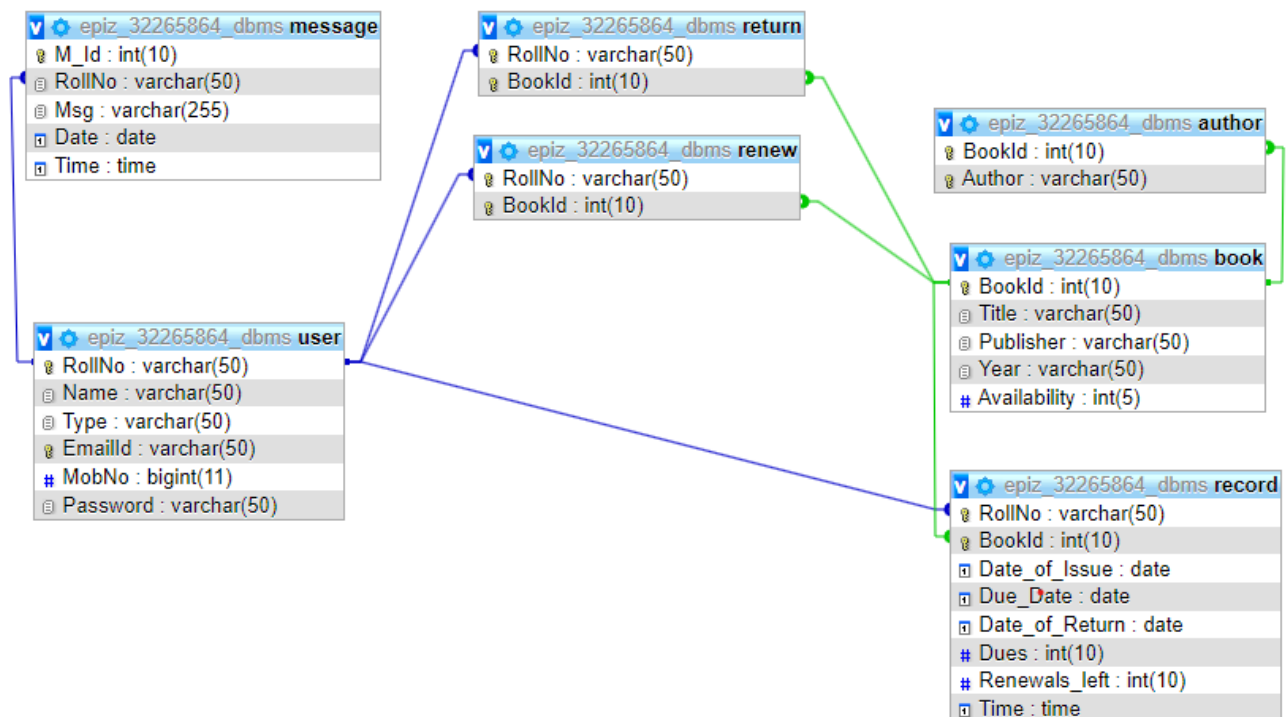 epiz_32265864_dbms message
M_Id : int(10)
RollNo : varchar(50)
Msg : varchar(255)
Date : date
Time : time
epiz_32265864_dbms return
RollNo : varchar(50)
BookId : int(10)
epiz_32265864_dbms renew
RollNo : varchar(50)
BookId : int(10)
epiz_32265864_dbms author
BookId : int(10)
Author : varchar(50)
epiz_32265864_dbms book
BookId : int(10)
Title : varchar(50)
Publisher : varchar(50)
Year : varchar(50)
# Availability : int(5)
epiz_32265864_dbms user
RollNo : varchar(50)
Name : varchar(50)
Type : varchar(50)
EmailId : varchar(50)
# MobNo : bigint(11)
Password : varchar(50)
epiz_32265864_dbms record
RollNo : varchar(50)
BookId : int(10)
Date_of_Issue : date
Due_Date : date
Date_of_Return : date
# Dues : int(10)
# Renewals_left : int(10)
Time : time